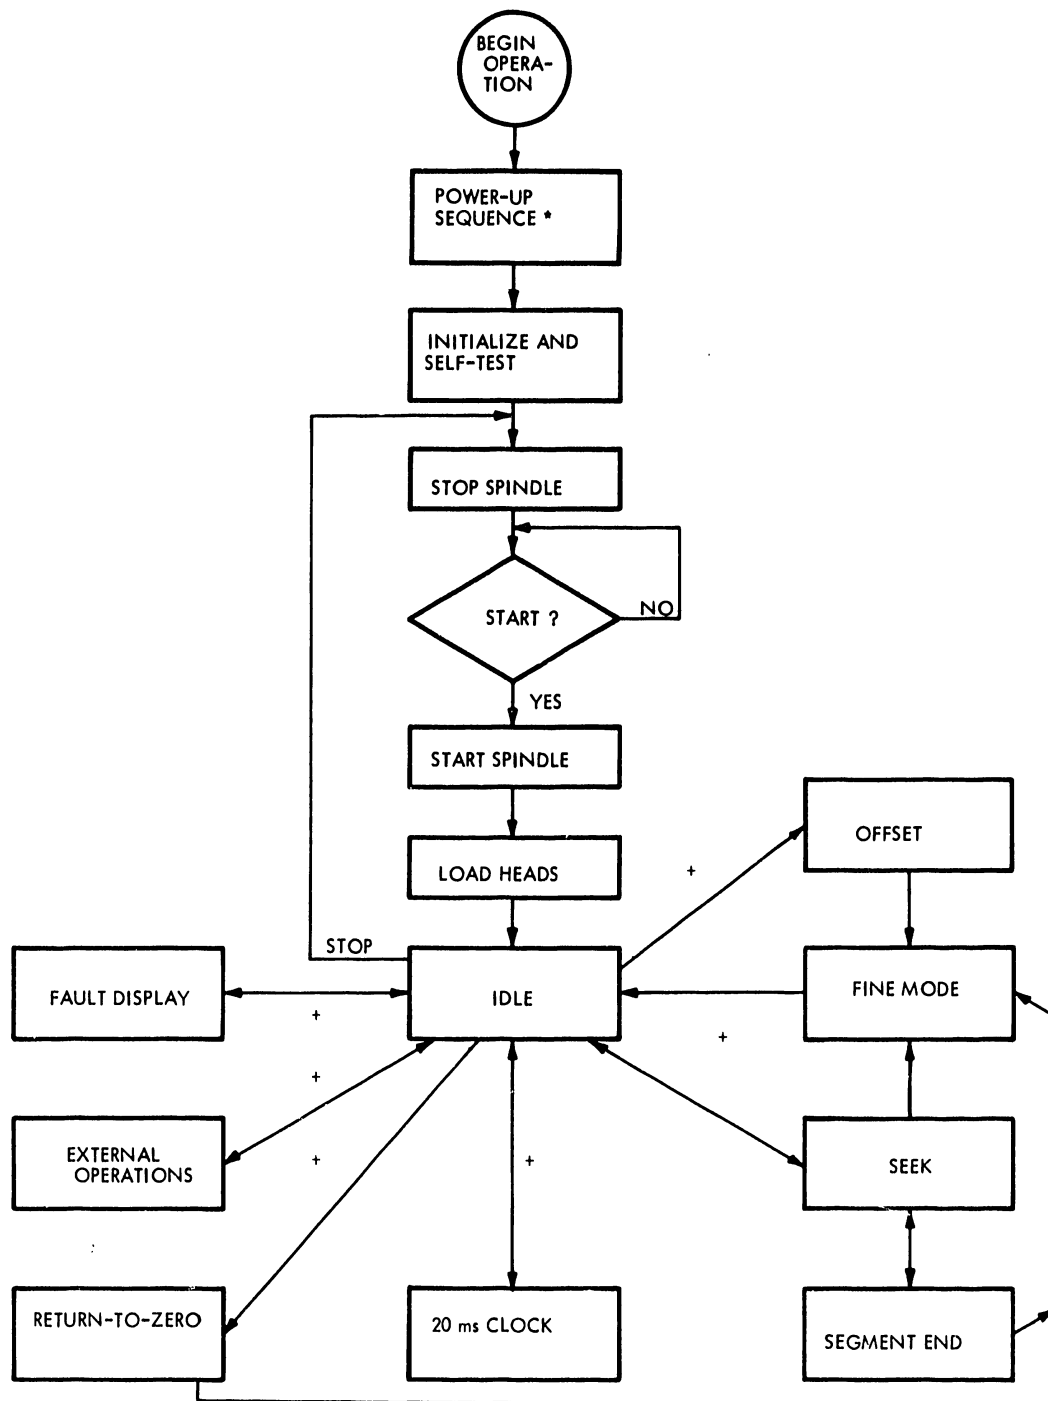 BEGIN
OPERA-
TION
POWER-UP
SEQUENCE *
INITIALIZE AND
SELF-TEST
STOP SPINDLE
START ?
NO
YES
START SPINDLE
LOAD HEADS
OFFSET
+
STOP
FAULT DISPLAY
IDLE
FINE MODE
+
+
+
EXTERNAL
OPERATIONS
+
+
SEEK
RETURN-TO-ZERO
20 ms CLOCK
SEGMENT END